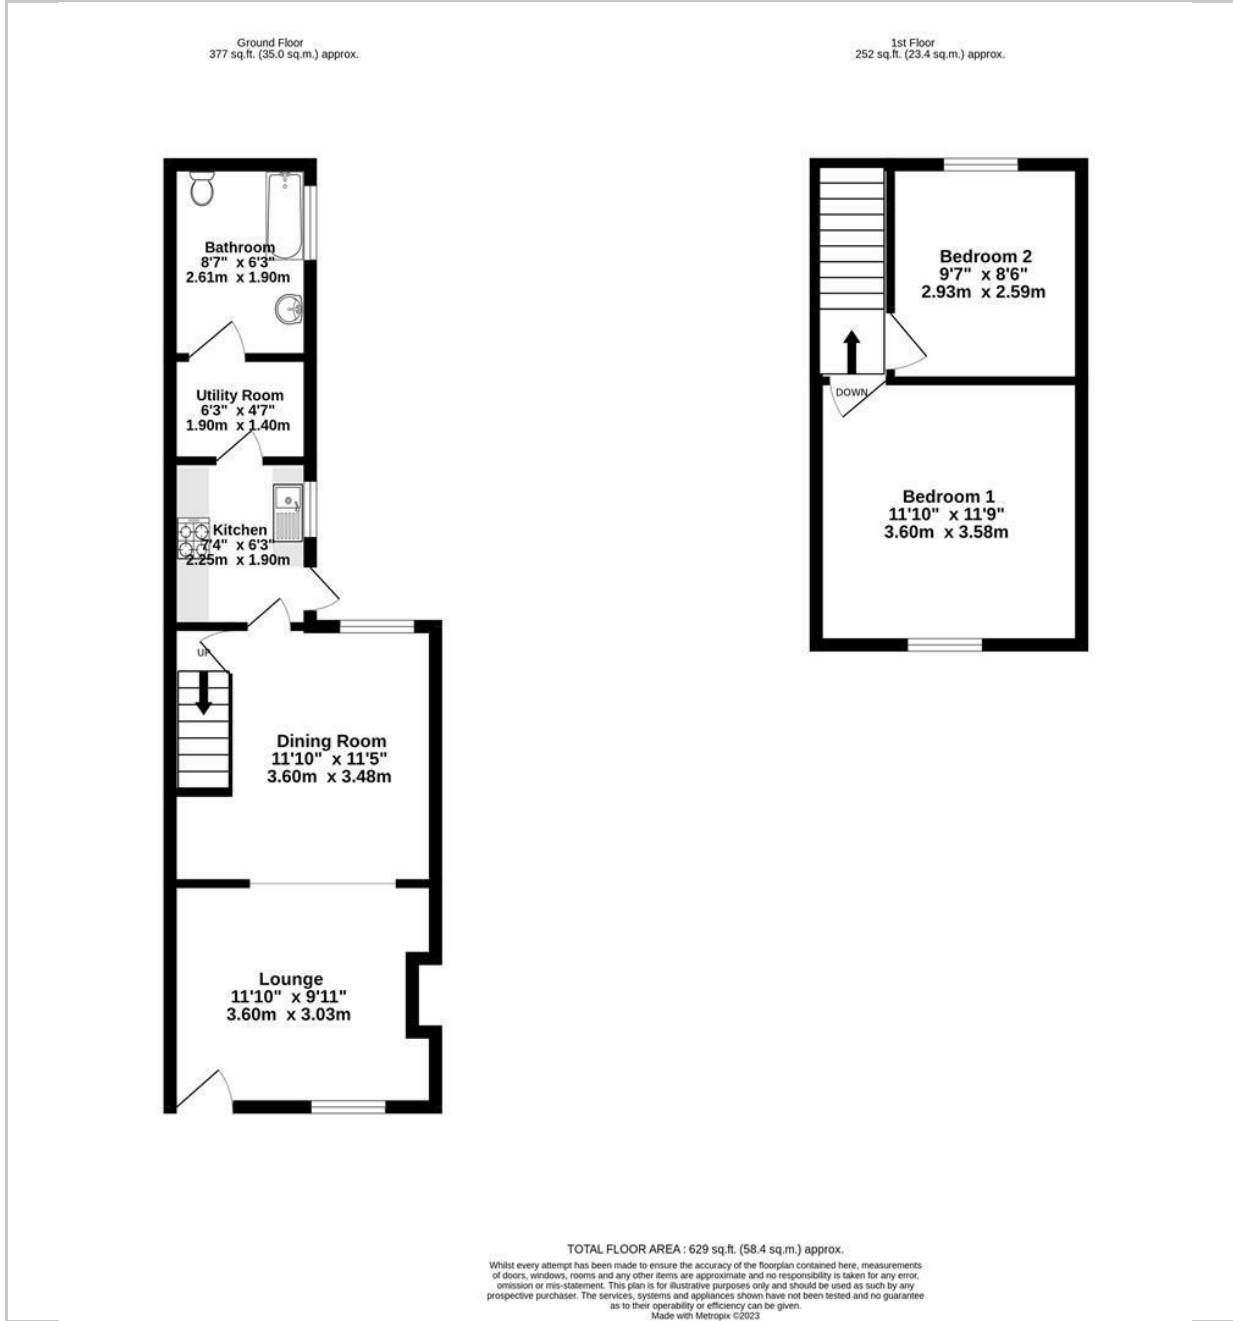 Ground Floor
377 sq.ft. (35.0 sq.m.) approx.
1st Floor
252 sq.ft. (23.4 sq.m.) approx.
Bathroom
8'7" x 6'3"
2.61m x 1.90m
Utility Room
6'3" x 4'7"
1.90m x 1.40m
Kitchen
7'4" x 6'3"
2.25m x 1.90m
UP
Dining Room
11'10" x 11'5"
3.60m x 3.48m
Lounge
11'10" x 9'11"
3.60m x 3.03m
Bedroom 2
9'7" x 8'6"
2.93m x 2.59m
DOWN
Bedroom 1
11'10" x 11'9"
3.60m x 3.58m
TOTAL FLOOR AREA : 629 sq.ft. (58.4 sq.m.) approx.
Whilst every attempt has been made to ensure the accuracy of the floorplan contained here, measurements
of doors, windows, rooms and any other items are approximate and no responsibility is taken for any error,
omission or mis-statement. This plan is for illustrative purposes only and should be used as such by any
prospective purchaser. The services, systems and appliances shown have not been tested and no guarantee
as to their operability or efficiency can be given.
Made with Metropix ©2023